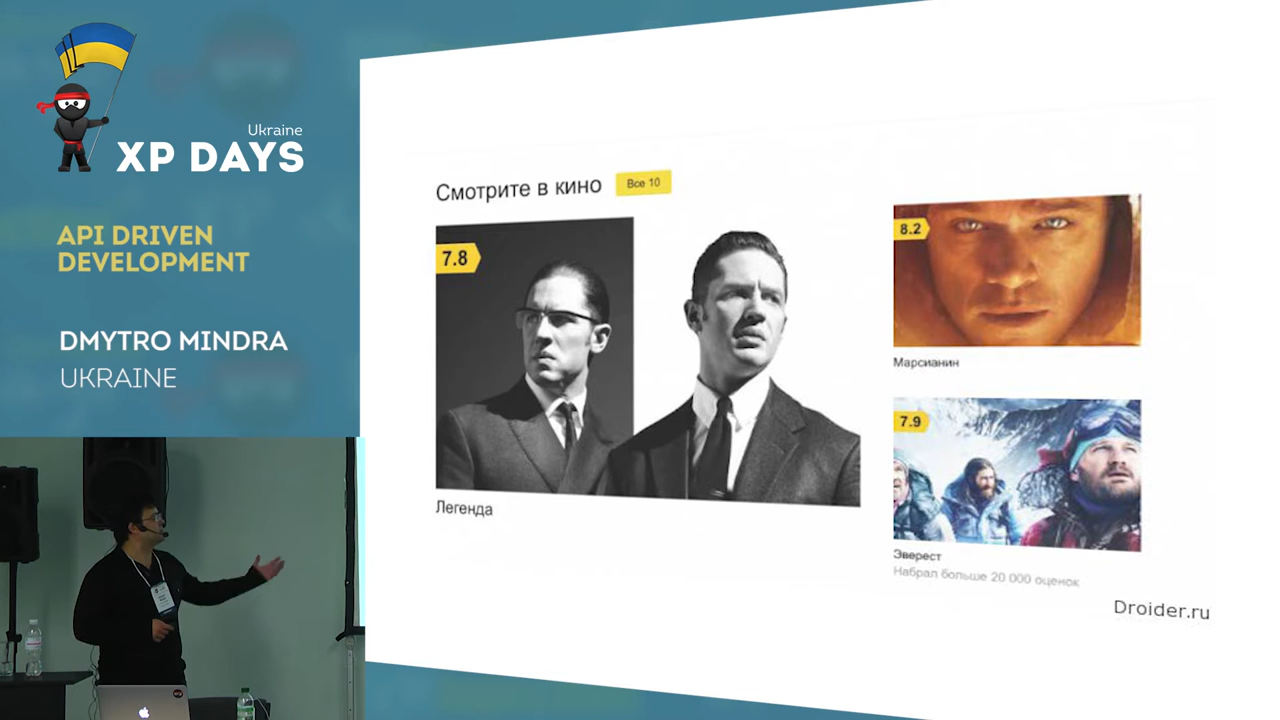 Ukraine
XP DAYS
API DRIVEN
DEVELOPMENT
DMYTRO MINDRA
UKRAINE
Смотрите в кино
Все 10
7.8
Легенда
8.2
Марсианин
7.9
Эверест
Набрал больше 20 000 оценок
Droider.ru